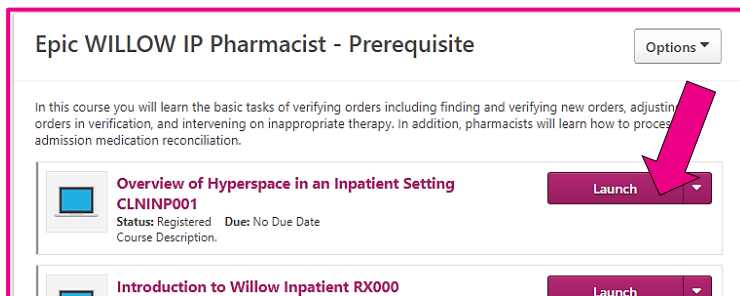 Epic WILLOW IP Pharmacist - Prerequisite
Options
In this course you will learn the basic tasks of verifying orders including finding and verifying new orders,
orders in verification, and intervening on inappropriate therapy. In addition, pharmacists will learn how to
admission medication reconciliation.
Overview of Hyperspace in an Inpatient Setting
CLNINP001
Launch
Status: Registered Due: No Due Date
Course Description.
Introduction to Willow Inpatient RX000
Launch